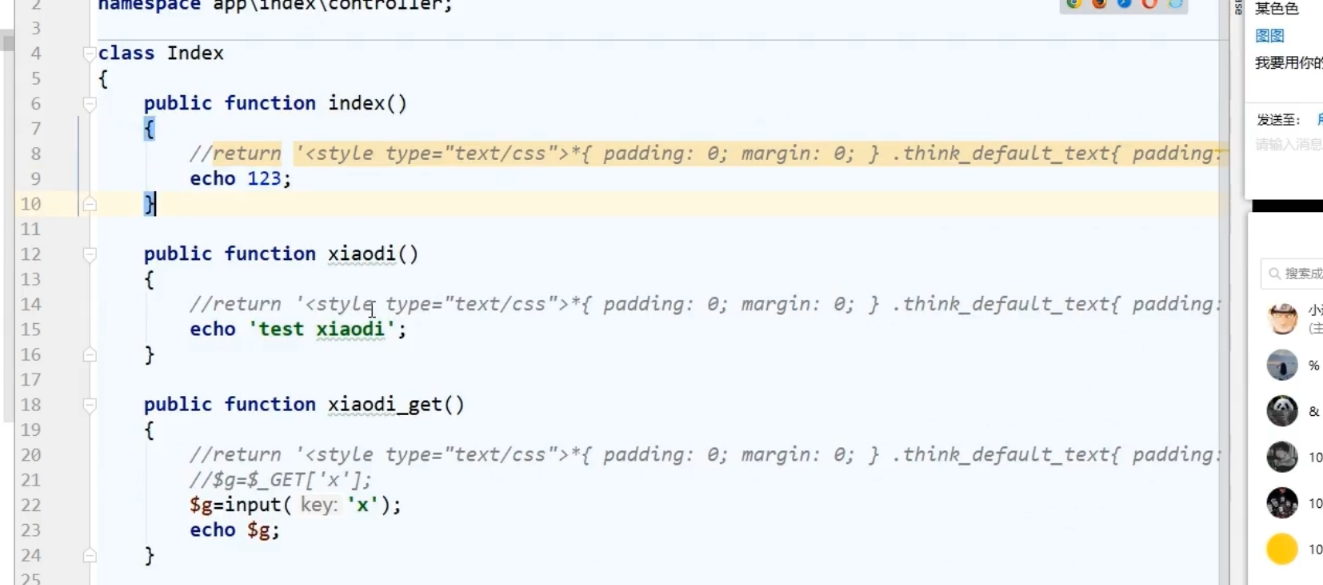 2 namespace app\index\controller;
3
4 class Index
5 {
6 public function index()
7 {
8 //return '<style type="text/css">*{ padding: 0; margin: 0; } .think_default_text{ padding:
9 echo 123;
10 }
11
12 public function xiaodi()
13 {
14 //return '<style type="text/css">*{ padding: 0; margin: 0; } .think_default_text{ padding:
15 echo 'test xiaodi';
16 }
17
18 public function xiaodi_get()
19 {
20 //return '<style type="text/css">*{ padding: 0; margin: 0; } .think_default_text{ padding:
21 //$g=$_GET['x'];
22 $g=input( key: 'x');
23 echo $g;
24 }
25
某色色
图图
我要用你的
发送至:
请输入消息
搜索成
小
(主
%
&
10
10
10